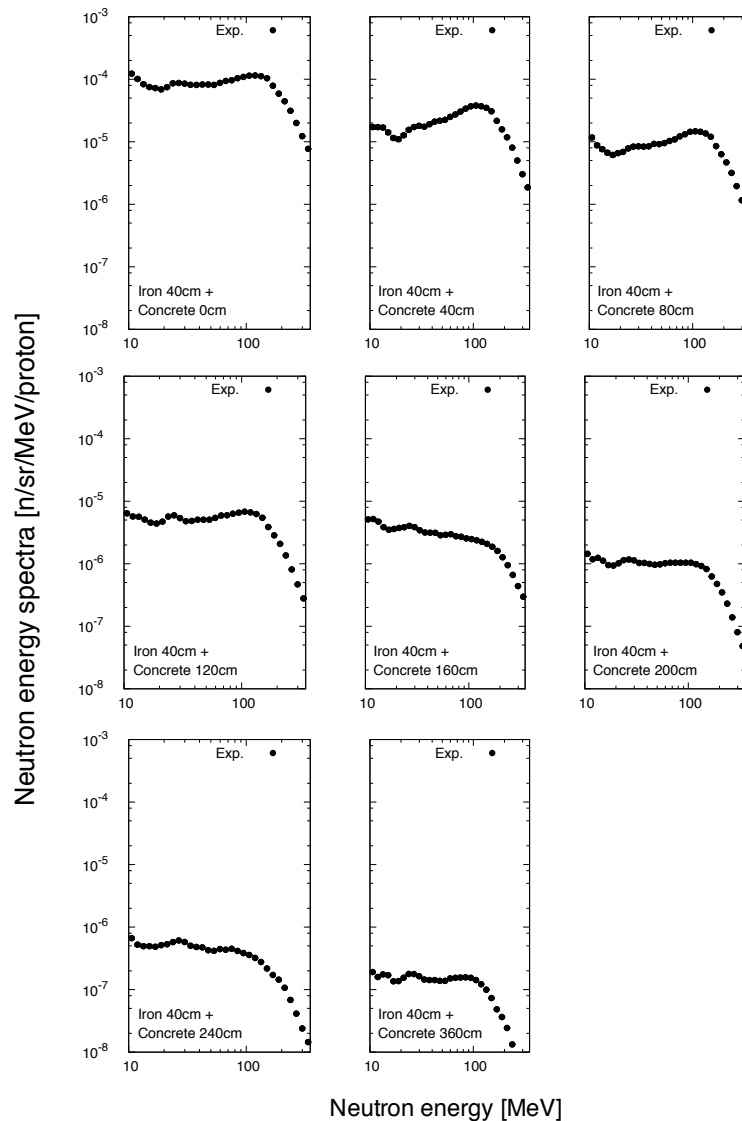 Neutron energy spectra [n/sr/MeV/proton]
10⁻³
10⁻⁴
10⁻⁵
10⁻⁶
10⁻⁷
10⁻⁸
Exp.
Iron 40cm +
Concrete 0cm
10
100
Exp.
Iron 40cm +
Concrete 40cm
10
100
Exp.
Iron 40cm +
Concrete 80cm
10
100
10⁻³
10⁻⁴
10⁻⁵
10⁻⁶
10⁻⁷
10⁻⁸
Exp.
Iron 40cm +
Concrete 120cm
10
100
Exp.
Iron 40cm +
Concrete 160cm
10
100
Exp.
Iron 40cm +
Concrete 200cm
10
100
10⁻³
10⁻⁴
10⁻⁵
10⁻⁶
10⁻⁷
10⁻⁸
Exp.
Iron 40cm +
Concrete 240cm
10
100
Exp.
Iron 40cm +
Concrete 360cm
10
100
Neutron energy [MeV]